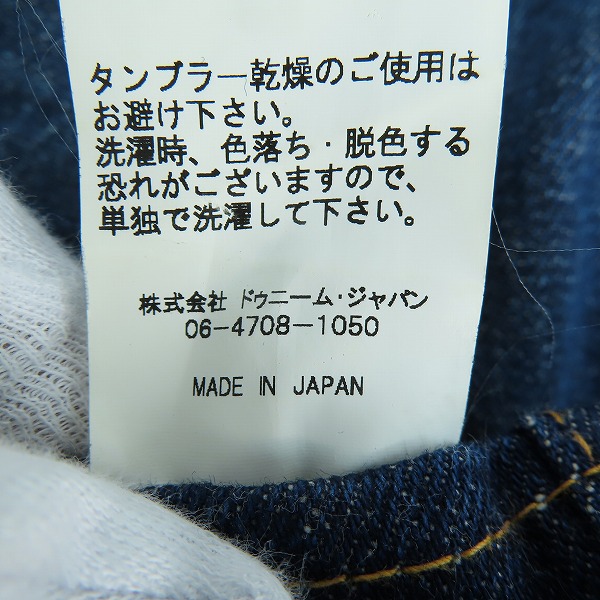 タンブラー乾燥のご使用は
お避け下さい。
洗濯時、色落ち・脱色する
恐れがございますので、
単独で洗濯して下さい。
株式会社 ドゥニーム・ジャパン
06-4708-1050
MADE IN JAPAN